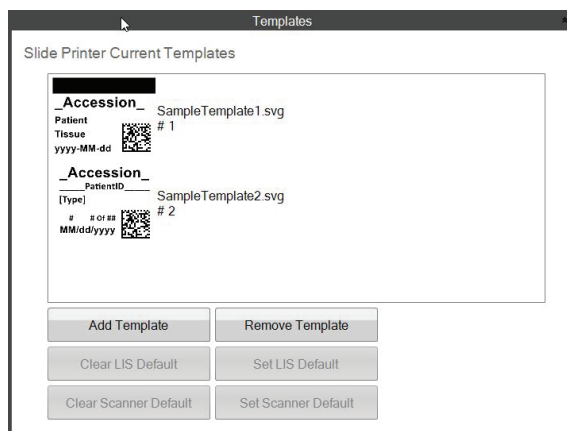 Templates
Slide Printer Current Templates
_Accession_
Patient
Tissue
yyyy-MM-dd
SampleTemplate1.svg
# 1
_Accession_
_____PatientID_____
[Type]
# # Of ##
MM/dd/yyyy
SampleTemplate2.svg
# 2
Add Template
Remove Template
Clear LIS Default
Set LIS Default
Clear Scanner Default
Set Scanner Default